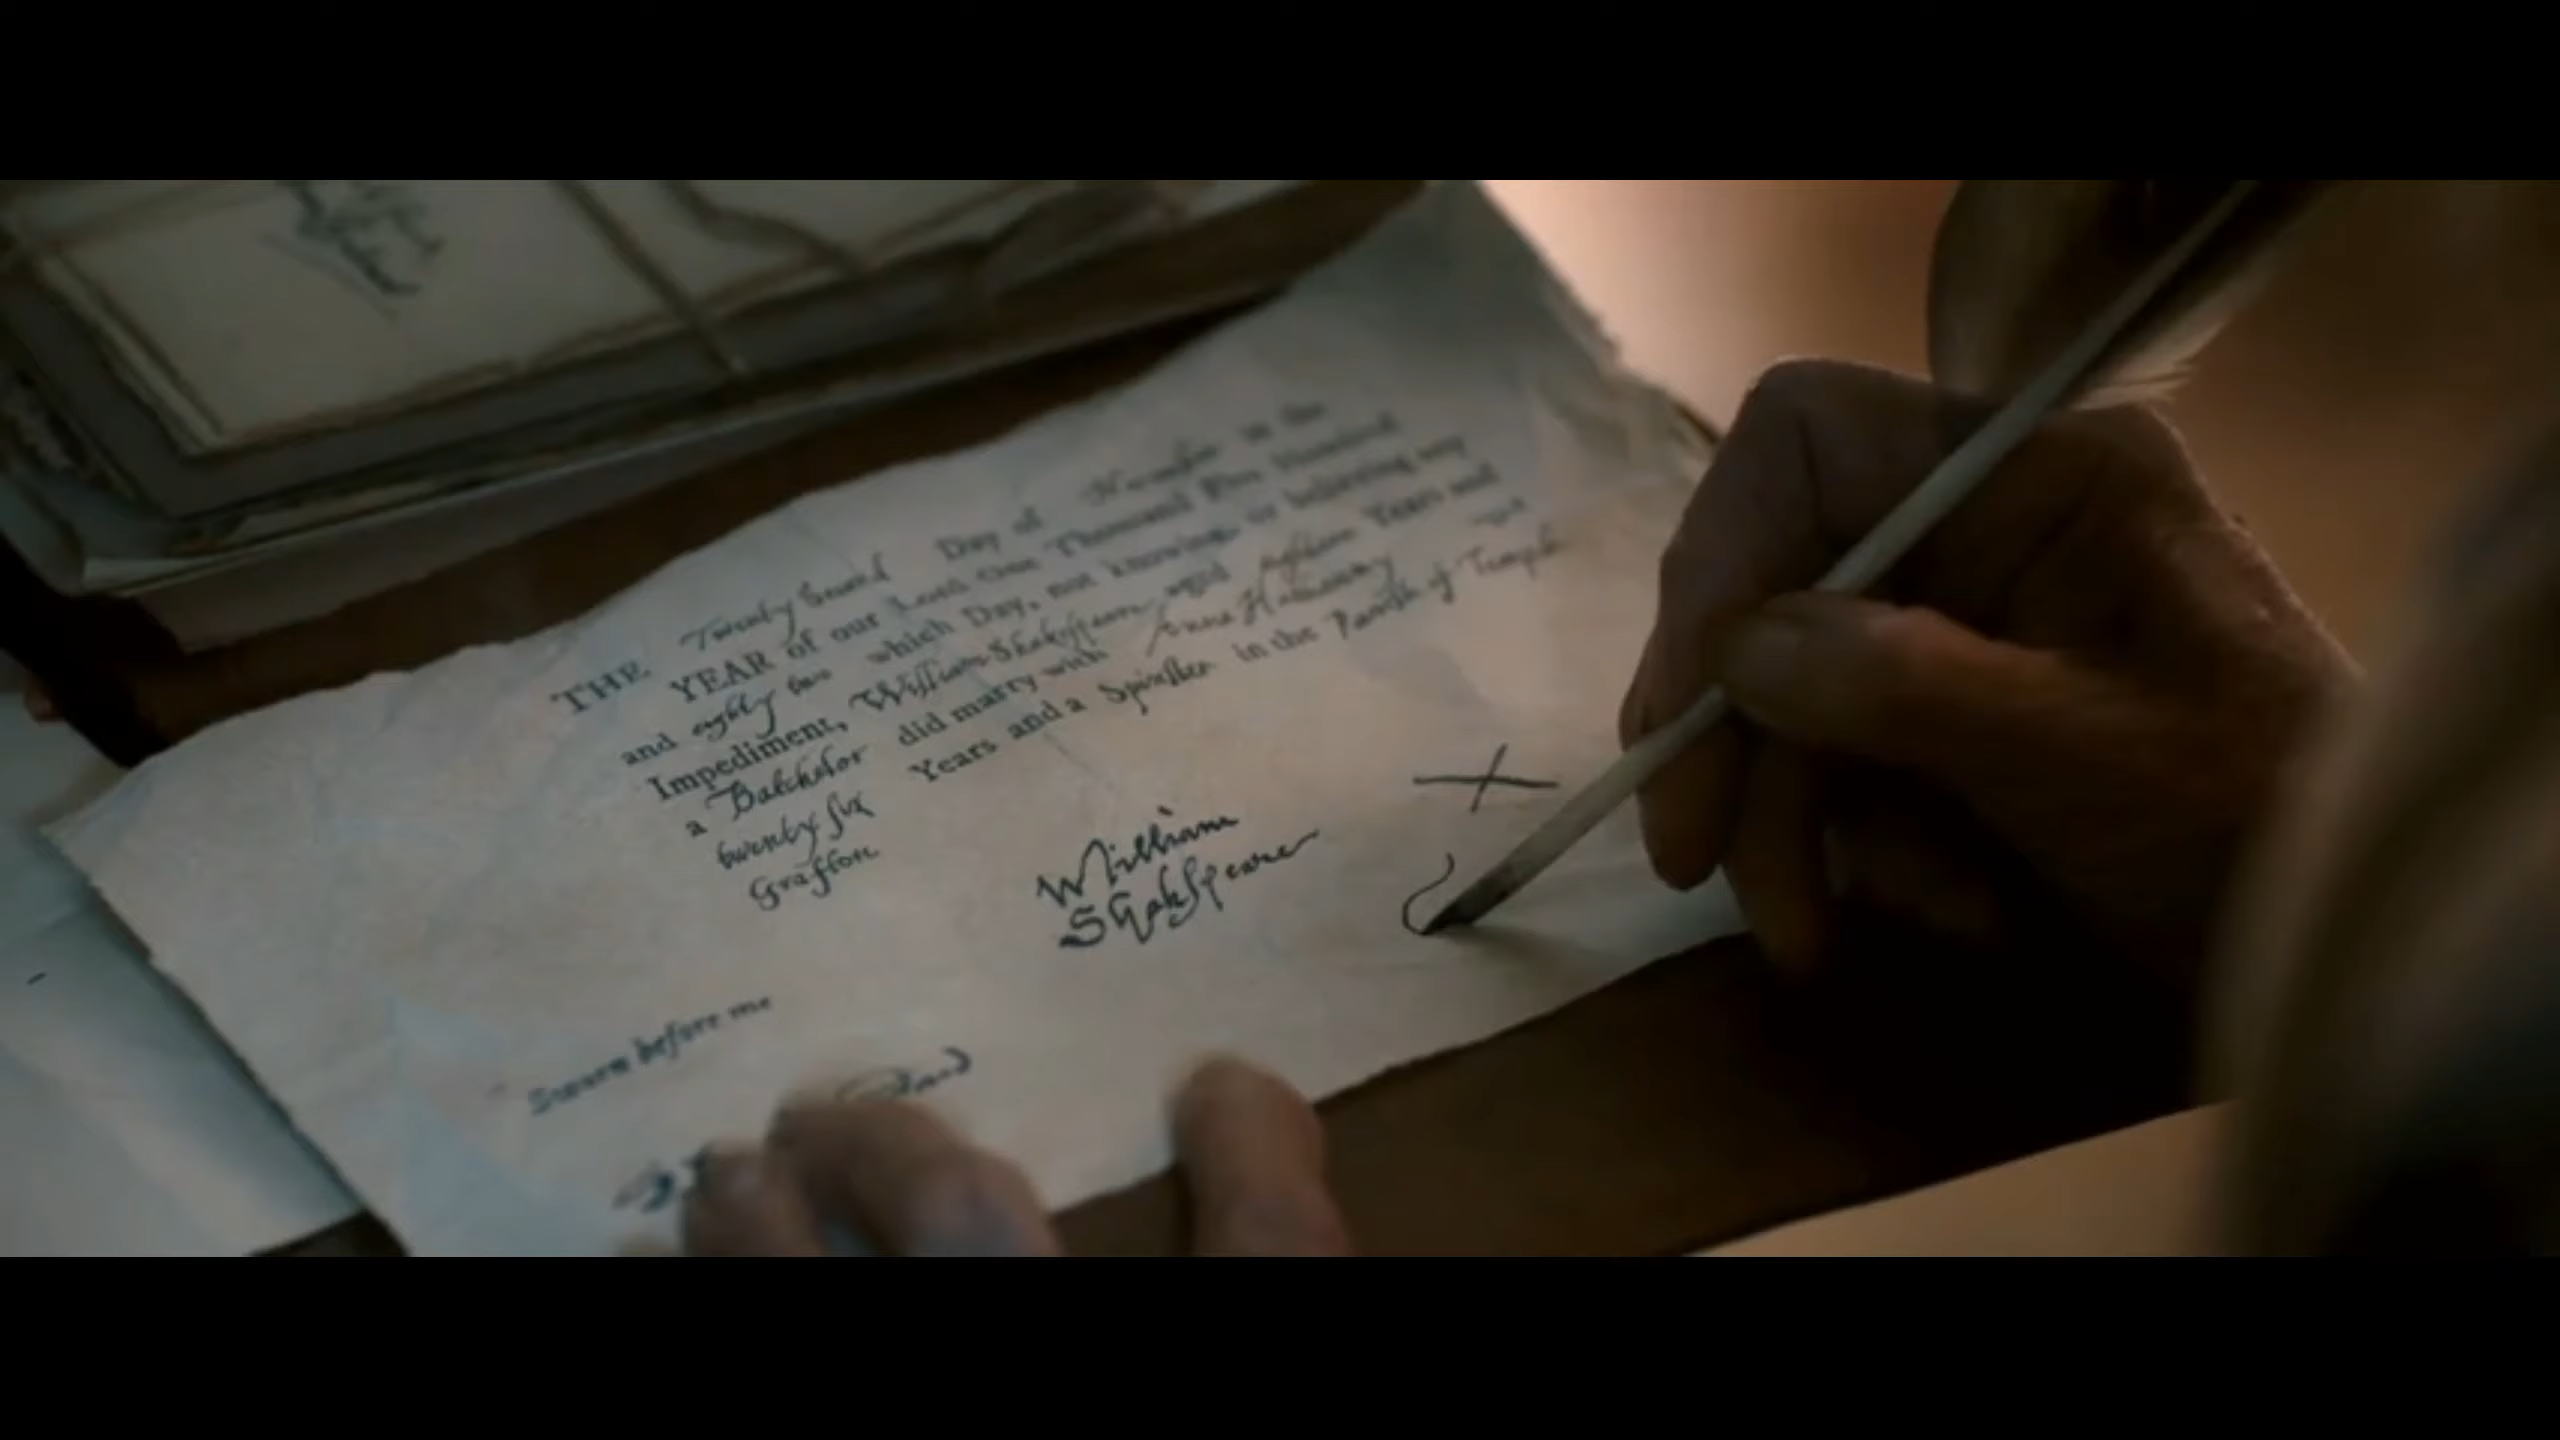 THE Twenty Second Day of November in the
YEAR of our Lord One Thousand Five Hundred
and eighty two which Day, not knowing or believing any
Impediment, William Shakespeare aged eighteen Years and
a Batchelor did marry with Anne Hathaway
twenty six Years and a Spinster in the Parish of Temple
Grafton
X
William
Shakspeare
Sworn before me